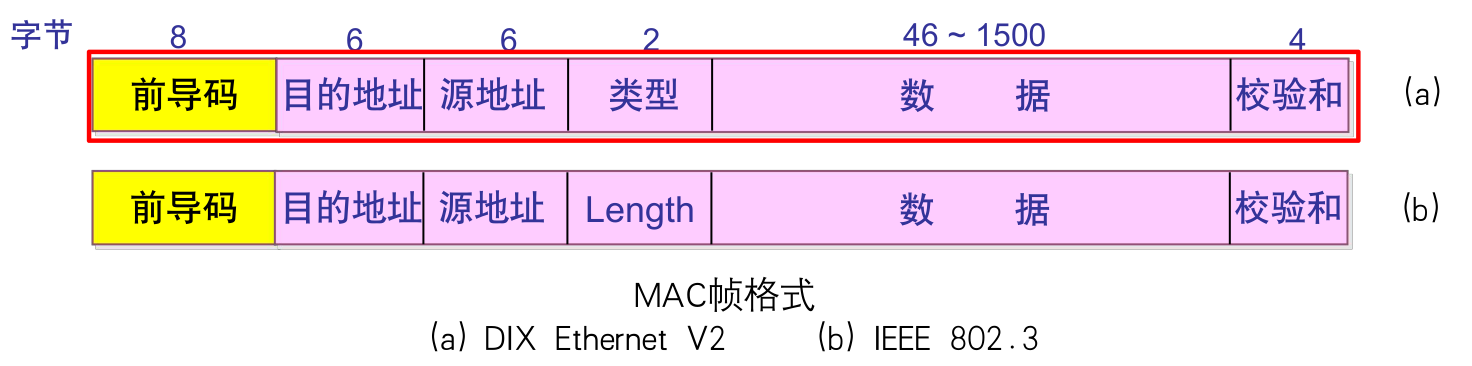 字节 8 6 6 2 46 ~ 1500 4
前导码 目的地址 源地址 类型 数 据 校验和 (a)
前导码 目的地址 源地址 Length 数 据 校验和 (b)
MAC帧格式
(a) DIX Ethernet V2 (b) IEEE 802.3